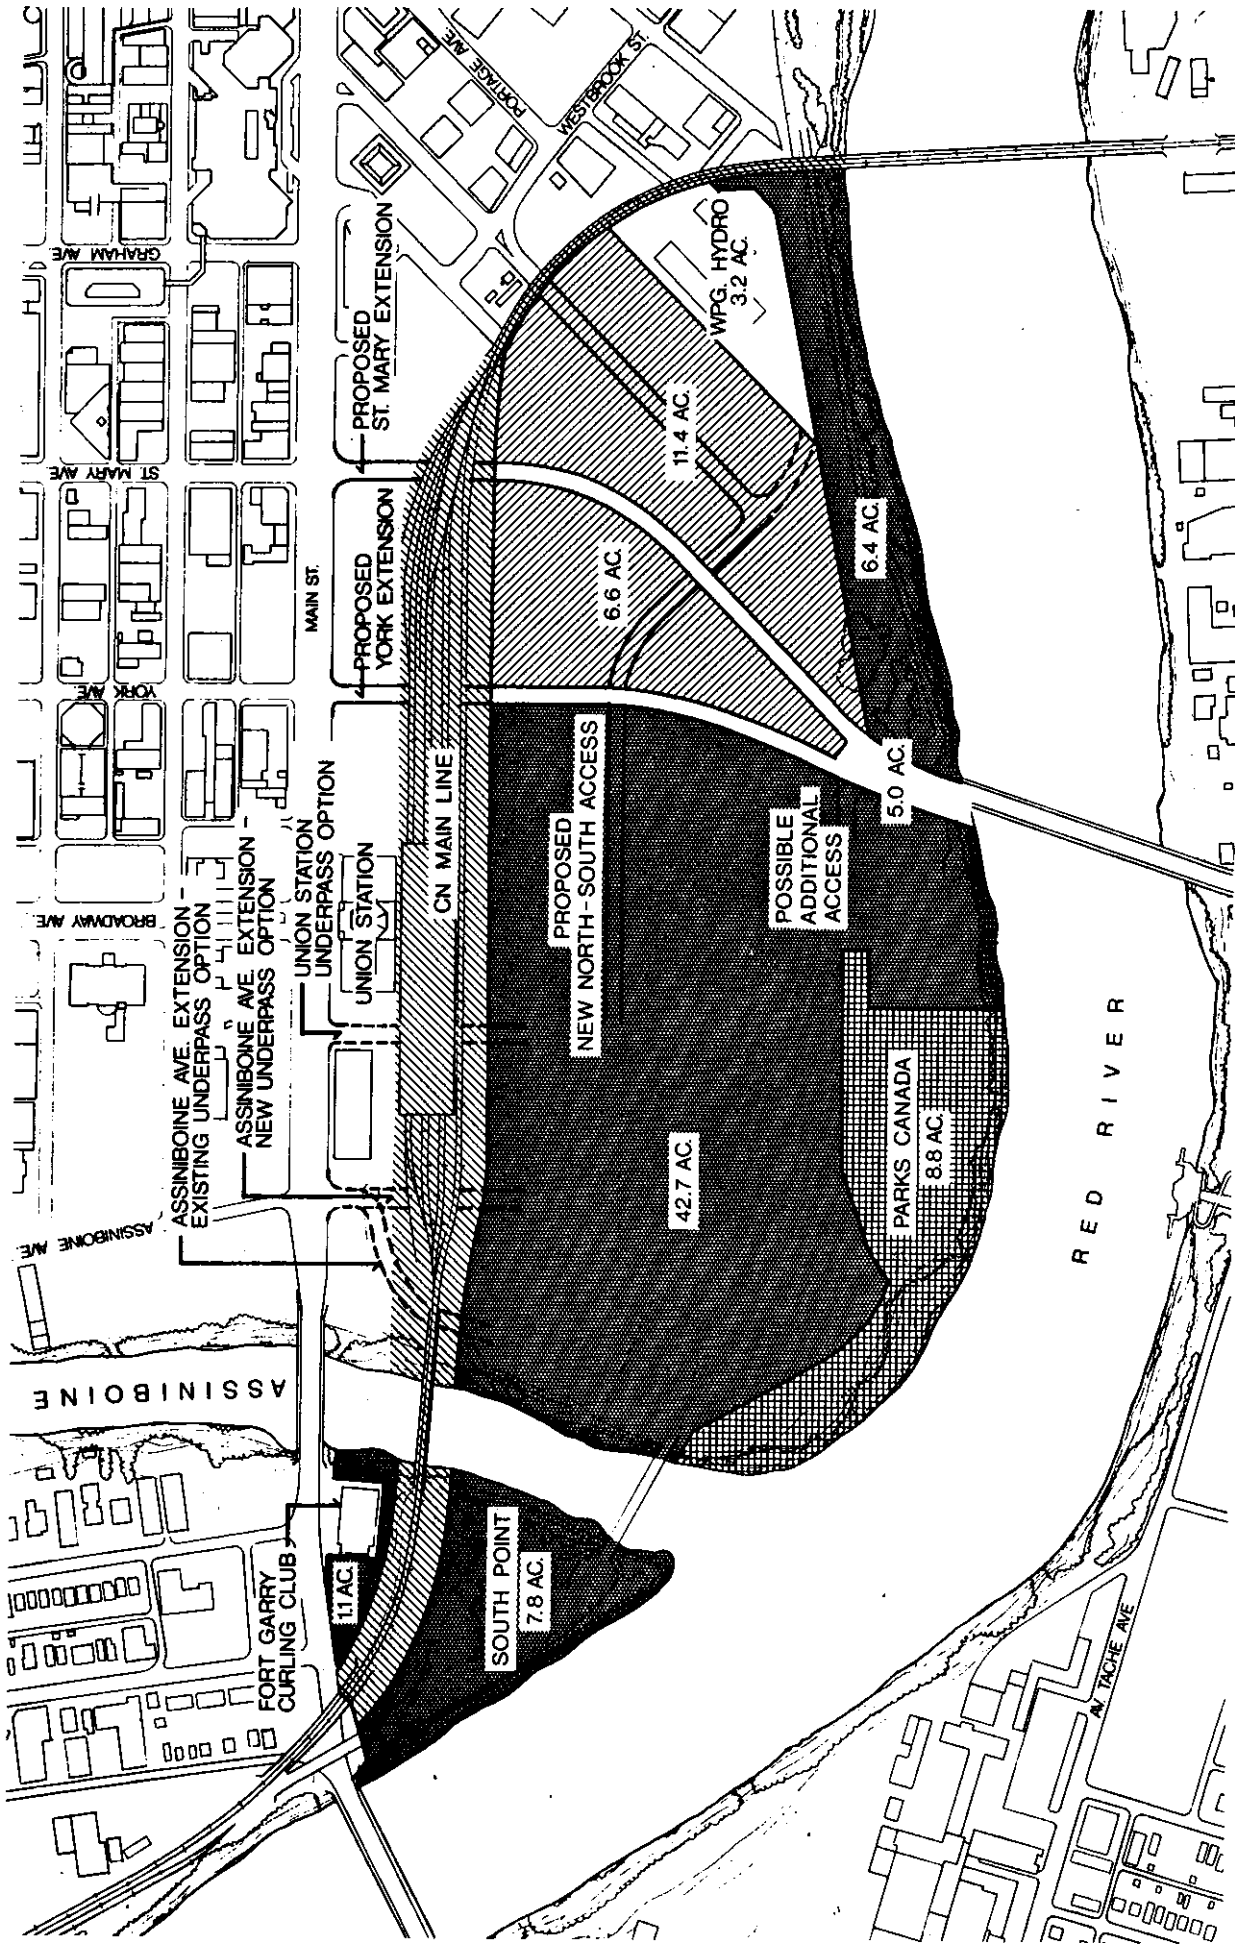 PORTAGE AVE
WESTBROOK ST.
GRAHAM AVE
PROPOSED
ST. MARY EXTENSION
WPG. HYDRO
3.2 AC.
ST. MARY AVE
11.4 AC.
6.4 AC.
MAIN ST.
PROPOSED
YORK EXTENSION
6.6 AC.
YORK AVE
5.0 AC.
CN MAIN LINE
PROPOSED
NEW NORTH-SOUTH ACCESS
POSSIBLE
ADDITIONAL
ACCESS
BROADWAY AVE
UNION STATION
UNDERPASS OPTION
UNION STATION
ASSINIBOINE AVE. EXTENSION -
EXISTING UNDERPASS OPTION
ASSINIBOINE AVE. EXTENSION -
NEW UNDERPASS OPTION
ASSINIBOINE AVE
42.7 AC.
PARKS CANADA
8.8 AC.
RED RIVER
ASSINIBOINE
FORT GARRY
CURLING CLUB
1.1 AC.
SOUTH POINT
7.8 AC.
AV. TACHE AVE